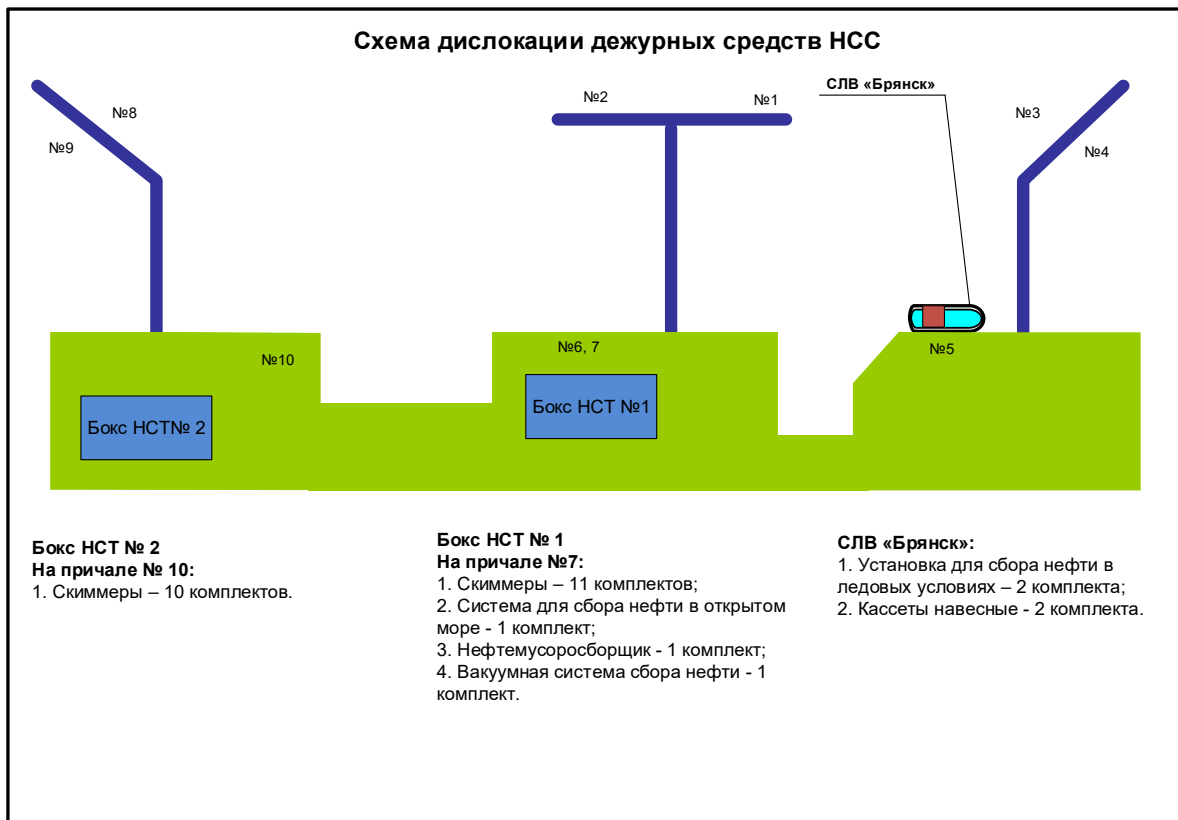 Схема дислокации дежурных средств НСС
СЛВ «Брянск»
№8
№9
№2
№1
№3
№4
№10
№6, 7
№5
Бокс НСТ№ 2
Бокс НСТ №1
Бокс НСТ № 2
На причале № 10:
1. Скиммеры – 10 комплектов.
Бокс НСТ № 1
На причале №7:
1. Скиммеры – 11 комплектов;
2. Система для сбора нефти в открытом
море - 1 комплект;
3. Нефтемусоросборщик - 1 комплект;
4. Вакуумная система сбора нефти - 1
комплект.
СЛВ «Брянск»:
1. Установка для сбора нефти в
ледовых условиях – 2 комплекта;
2. Кассеты навесные - 2 комплекта.